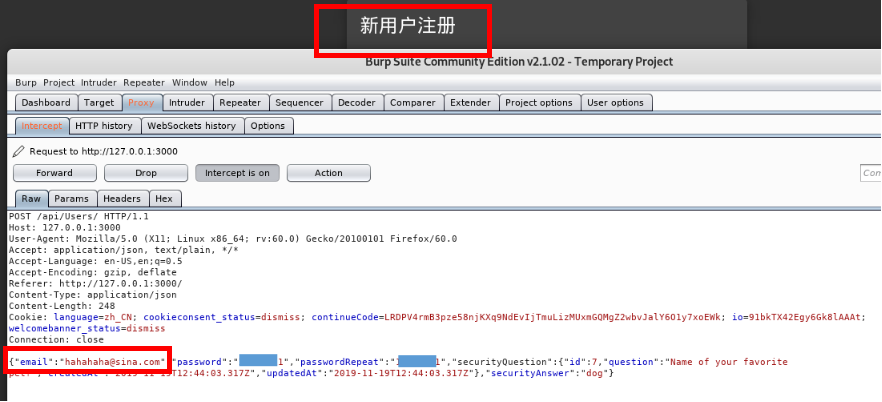 新用户注册
Burp Suite Community Edition v2.1.02 - Temporary Project
Burp Project Intruder Repeater Window Help
Dashboard Target Proxy Intruder Repeater Sequencer Decoder Comparer Extender Project options User options
Intercept HTTP history WebSockets history Options
Request to http://127.0.0.1:3000
Forward Drop Intercept is on Action
Raw Params Headers Hex
POST /api/Users/ HTTP/1.1
Host: 127.0.0.1:3000
User-Agent: Mozilla/5.0 (X11; Linux x86_64; rv:60.0) Gecko/20100101 Firefox/60.0
Accept: application/json, text/plain, */*
Accept-Language: en-US,en;q=0.5
Accept-Encoding: gzip, deflate
Referer: http://127.0.0.1:3000/
Content-Type: application/json
Content-Length: 248
Cookie: language=zh_CN; cookieconsent_status=dismiss; continueCode=LRDPV4rmB3pze58njKXq9NdEvIjTmuLizMUxmGQMgZ2wbvJalY6O1y7xoEWk; io=91bkTX42Egy6Gk8lAAAt;
welcomebanner_status=dismiss
Connection: close
{"email":"hahahaha@sina.com" "password":" 1","passwordRepeat":" 1","securityQuestion":{"id":7,"question":"Name of your favorite
pet?","createdAt":"2019-11-19T12:44:03.317Z","updatedAt":"2019-11-19T12:44:03.317Z"},"securityAnswer":"dog"}